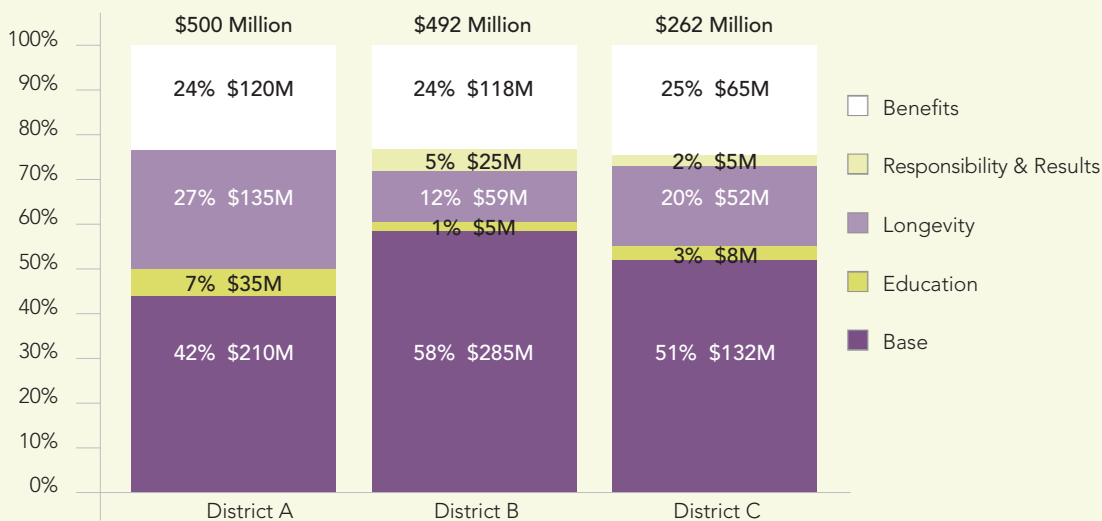 $500 Million $492 Million $262 Million
100%
90%
80%
70%
60%
50%
40%
30%
20%
10%
0%
24% $120M
27% $135M
7% $35M
42% $210M
District A
24% $118M
5% $25M
12% $59M
1% $5M
58% $285M
District B
25% $65M
2% $5M
20% $52M
3% $8M
51% $132M
District C
Benefits
Responsibility & Results
Longevity
Education
Base